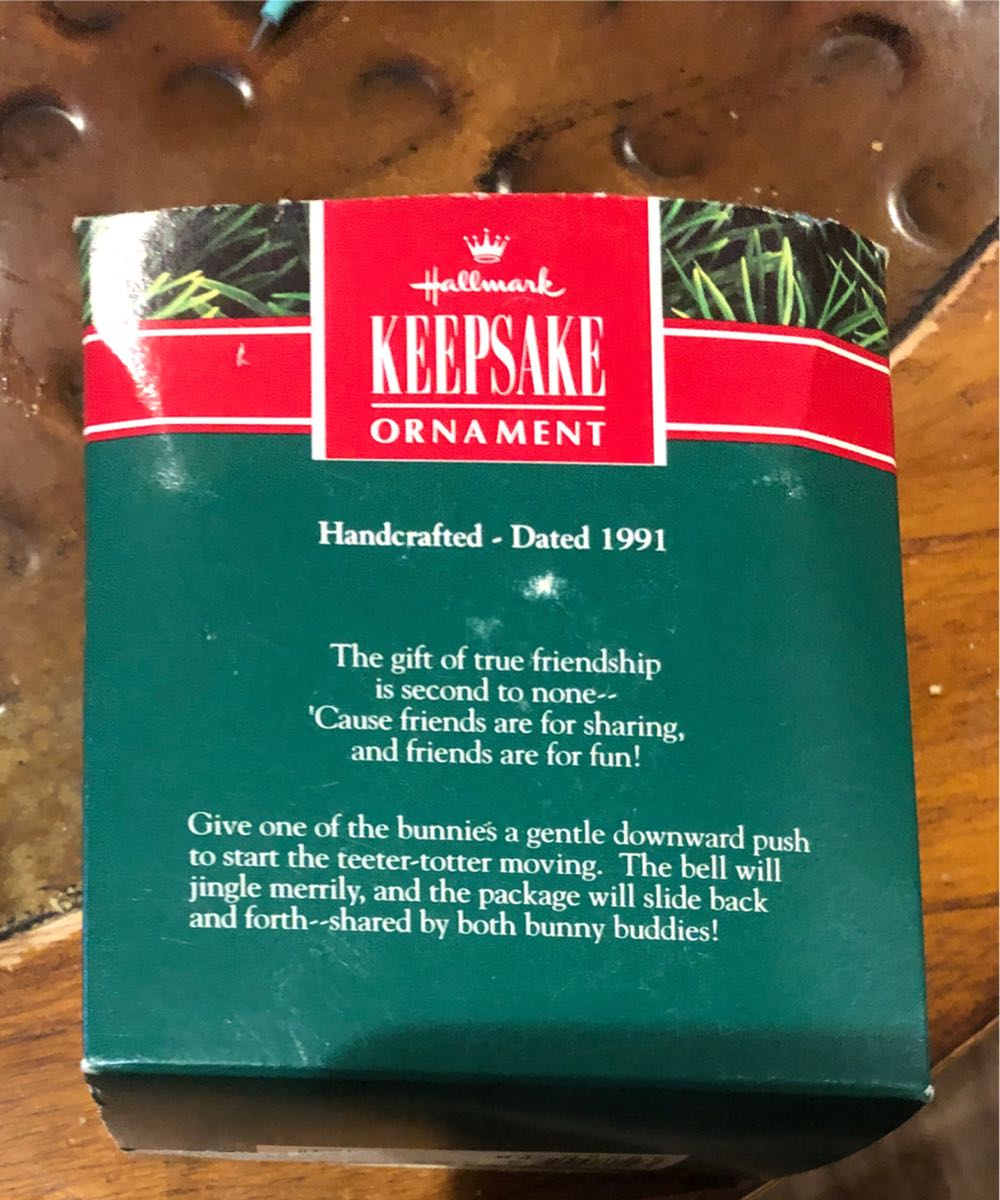 Hallmark
KEEPSAKE
ORNAMENT
Handcrafted - Dated 1991
The gift of true friendship
is second to none--
'Cause friends are for sharing,
and friends are for fun!
Give one of the bunnies a gentle downward push
to start the teeter-totter moving. The bell will
jingle merrily, and the package will slide back
and forth--shared by both bunny buddies!